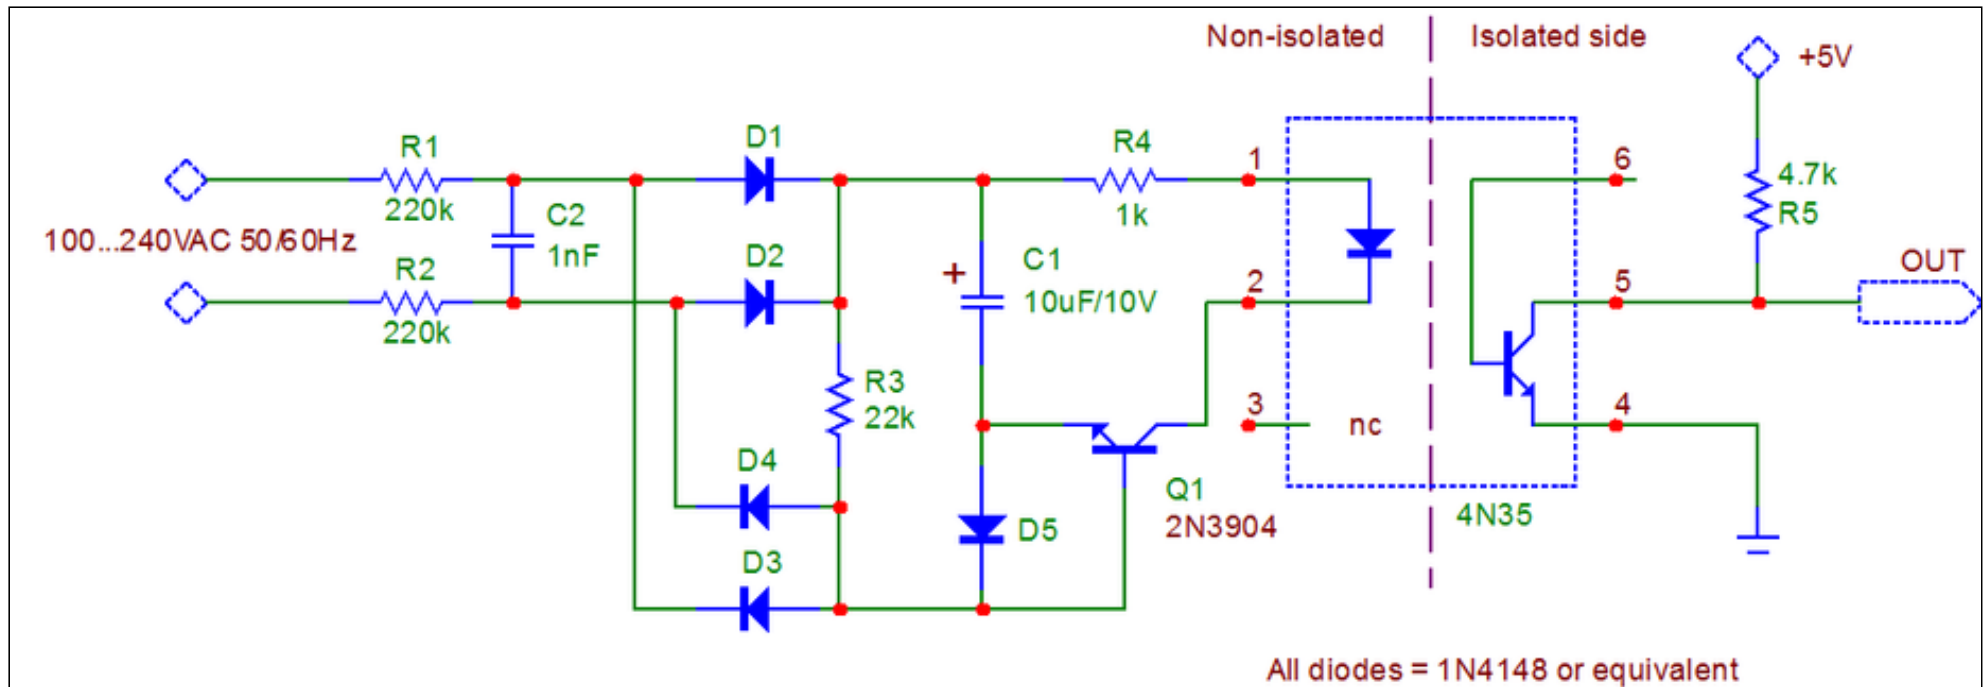 Non-isolated
Isolated side
+5V
R1
220k
100...240VAC 50/60Hz
R2
220k
C2
1nF
D1
D2
R3
22k
D4
D3
+
C1
10uF/10V
D5
R4
1k
Q1
2N3904
1
2
3
nc
6
5
4
4N35
4.7k
R5
OUT
All diodes = 1N4148 or equivalent